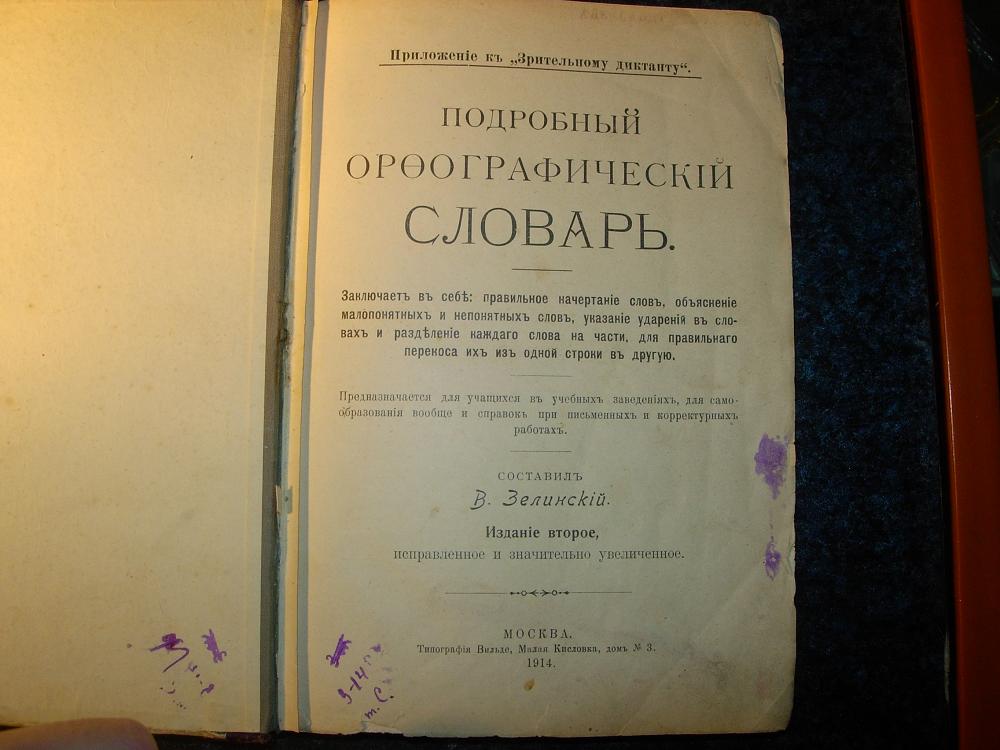 Приложеніе къ „Зрительному диктанту“.
ПОДРОБНЫЙ
ОРѲОГРАФИЧЕСКІЙ
СЛОВАРЬ.
Заключаетъ въ себѣ: правильное начертаніе словъ, объясненіе
малопонятныхъ и непонятныхъ словъ, указаніе удареній въ сло-
вахъ и раздѣленіе каждаго слова на части, для правильнаго
перекоса ихъ изъ одной строки въ другую.
Предназначается для учащихся въ учебныхъ заведеніяхъ, для само-
образованія вообще и справокъ при письменныхъ и корректурныхъ
работахъ.
СОСТАВИЛЪ
В. Зелинскій.
Изданіе второе,
исправленное и значительно увеличенное.
МОСКВА.
Типографія Вильде, Малая Кисловка, домъ № 3.
1914.